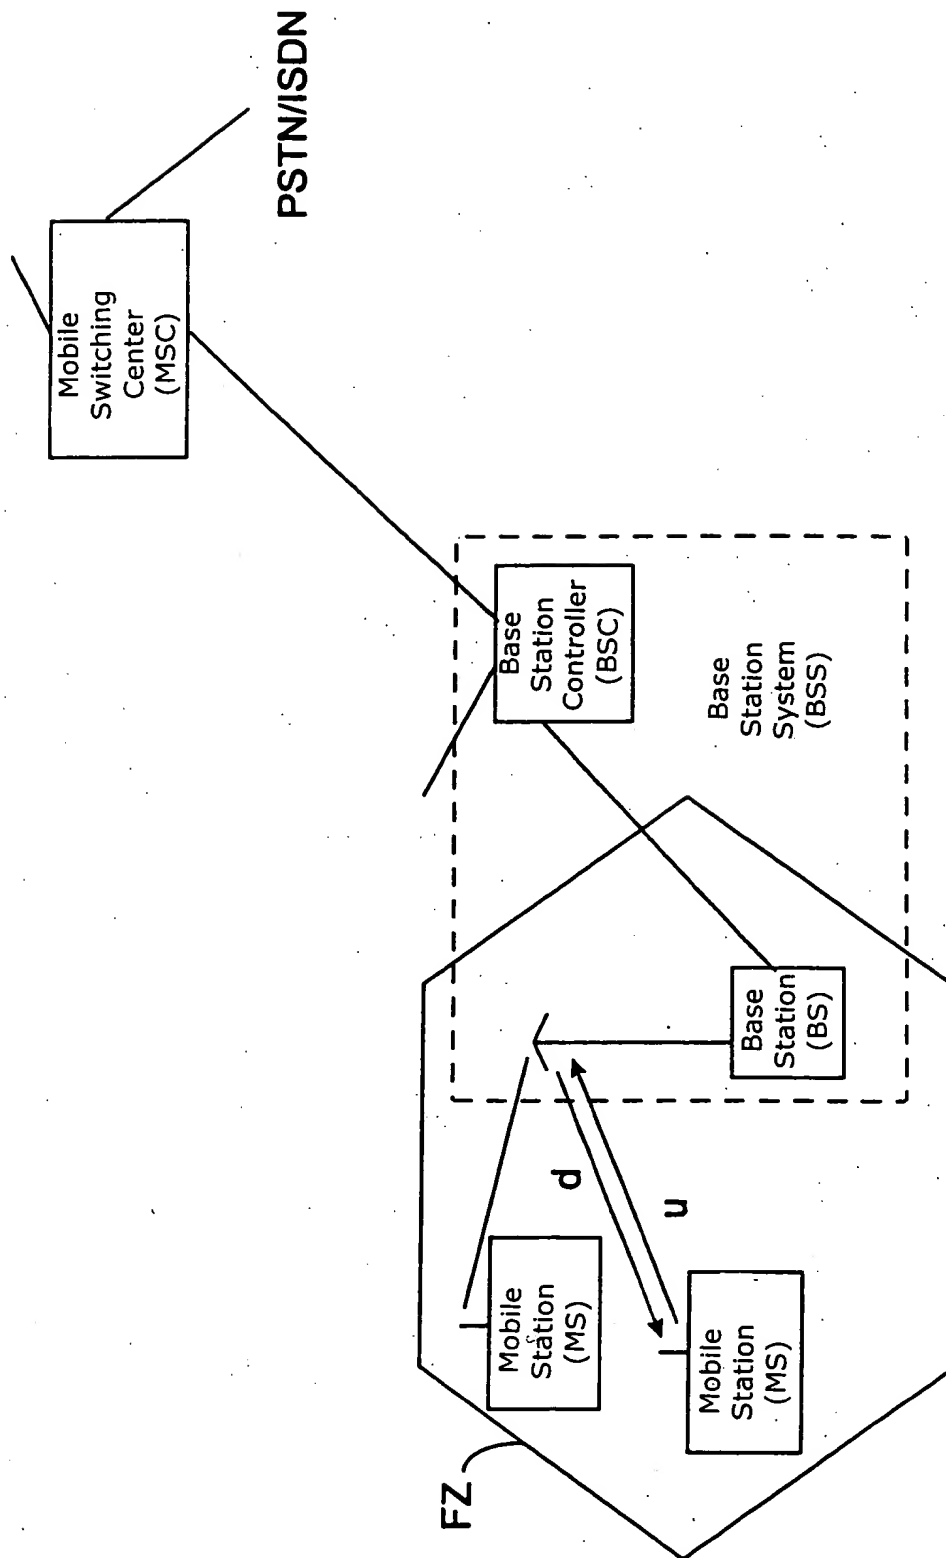 Mobile
Switching
Center
(MSC)
PSTN/ISDN
Base
Station
Controller
(BSC)
Base
Station
System
(BSS)
Base
Station
(BS)
d
u
Mobile
Station
(MS)
Mobile
Station
(MS)
FZ